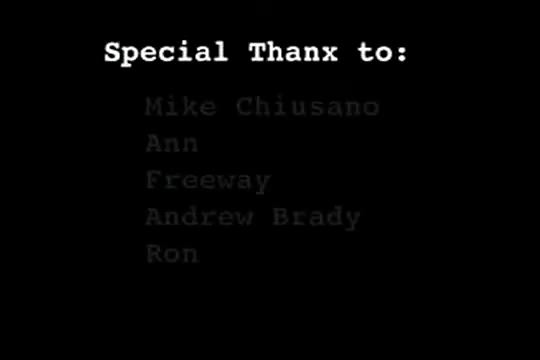 Special Thanx to:
Mike Chiusano
Ann
Freeway
Andrew Brady
Ron